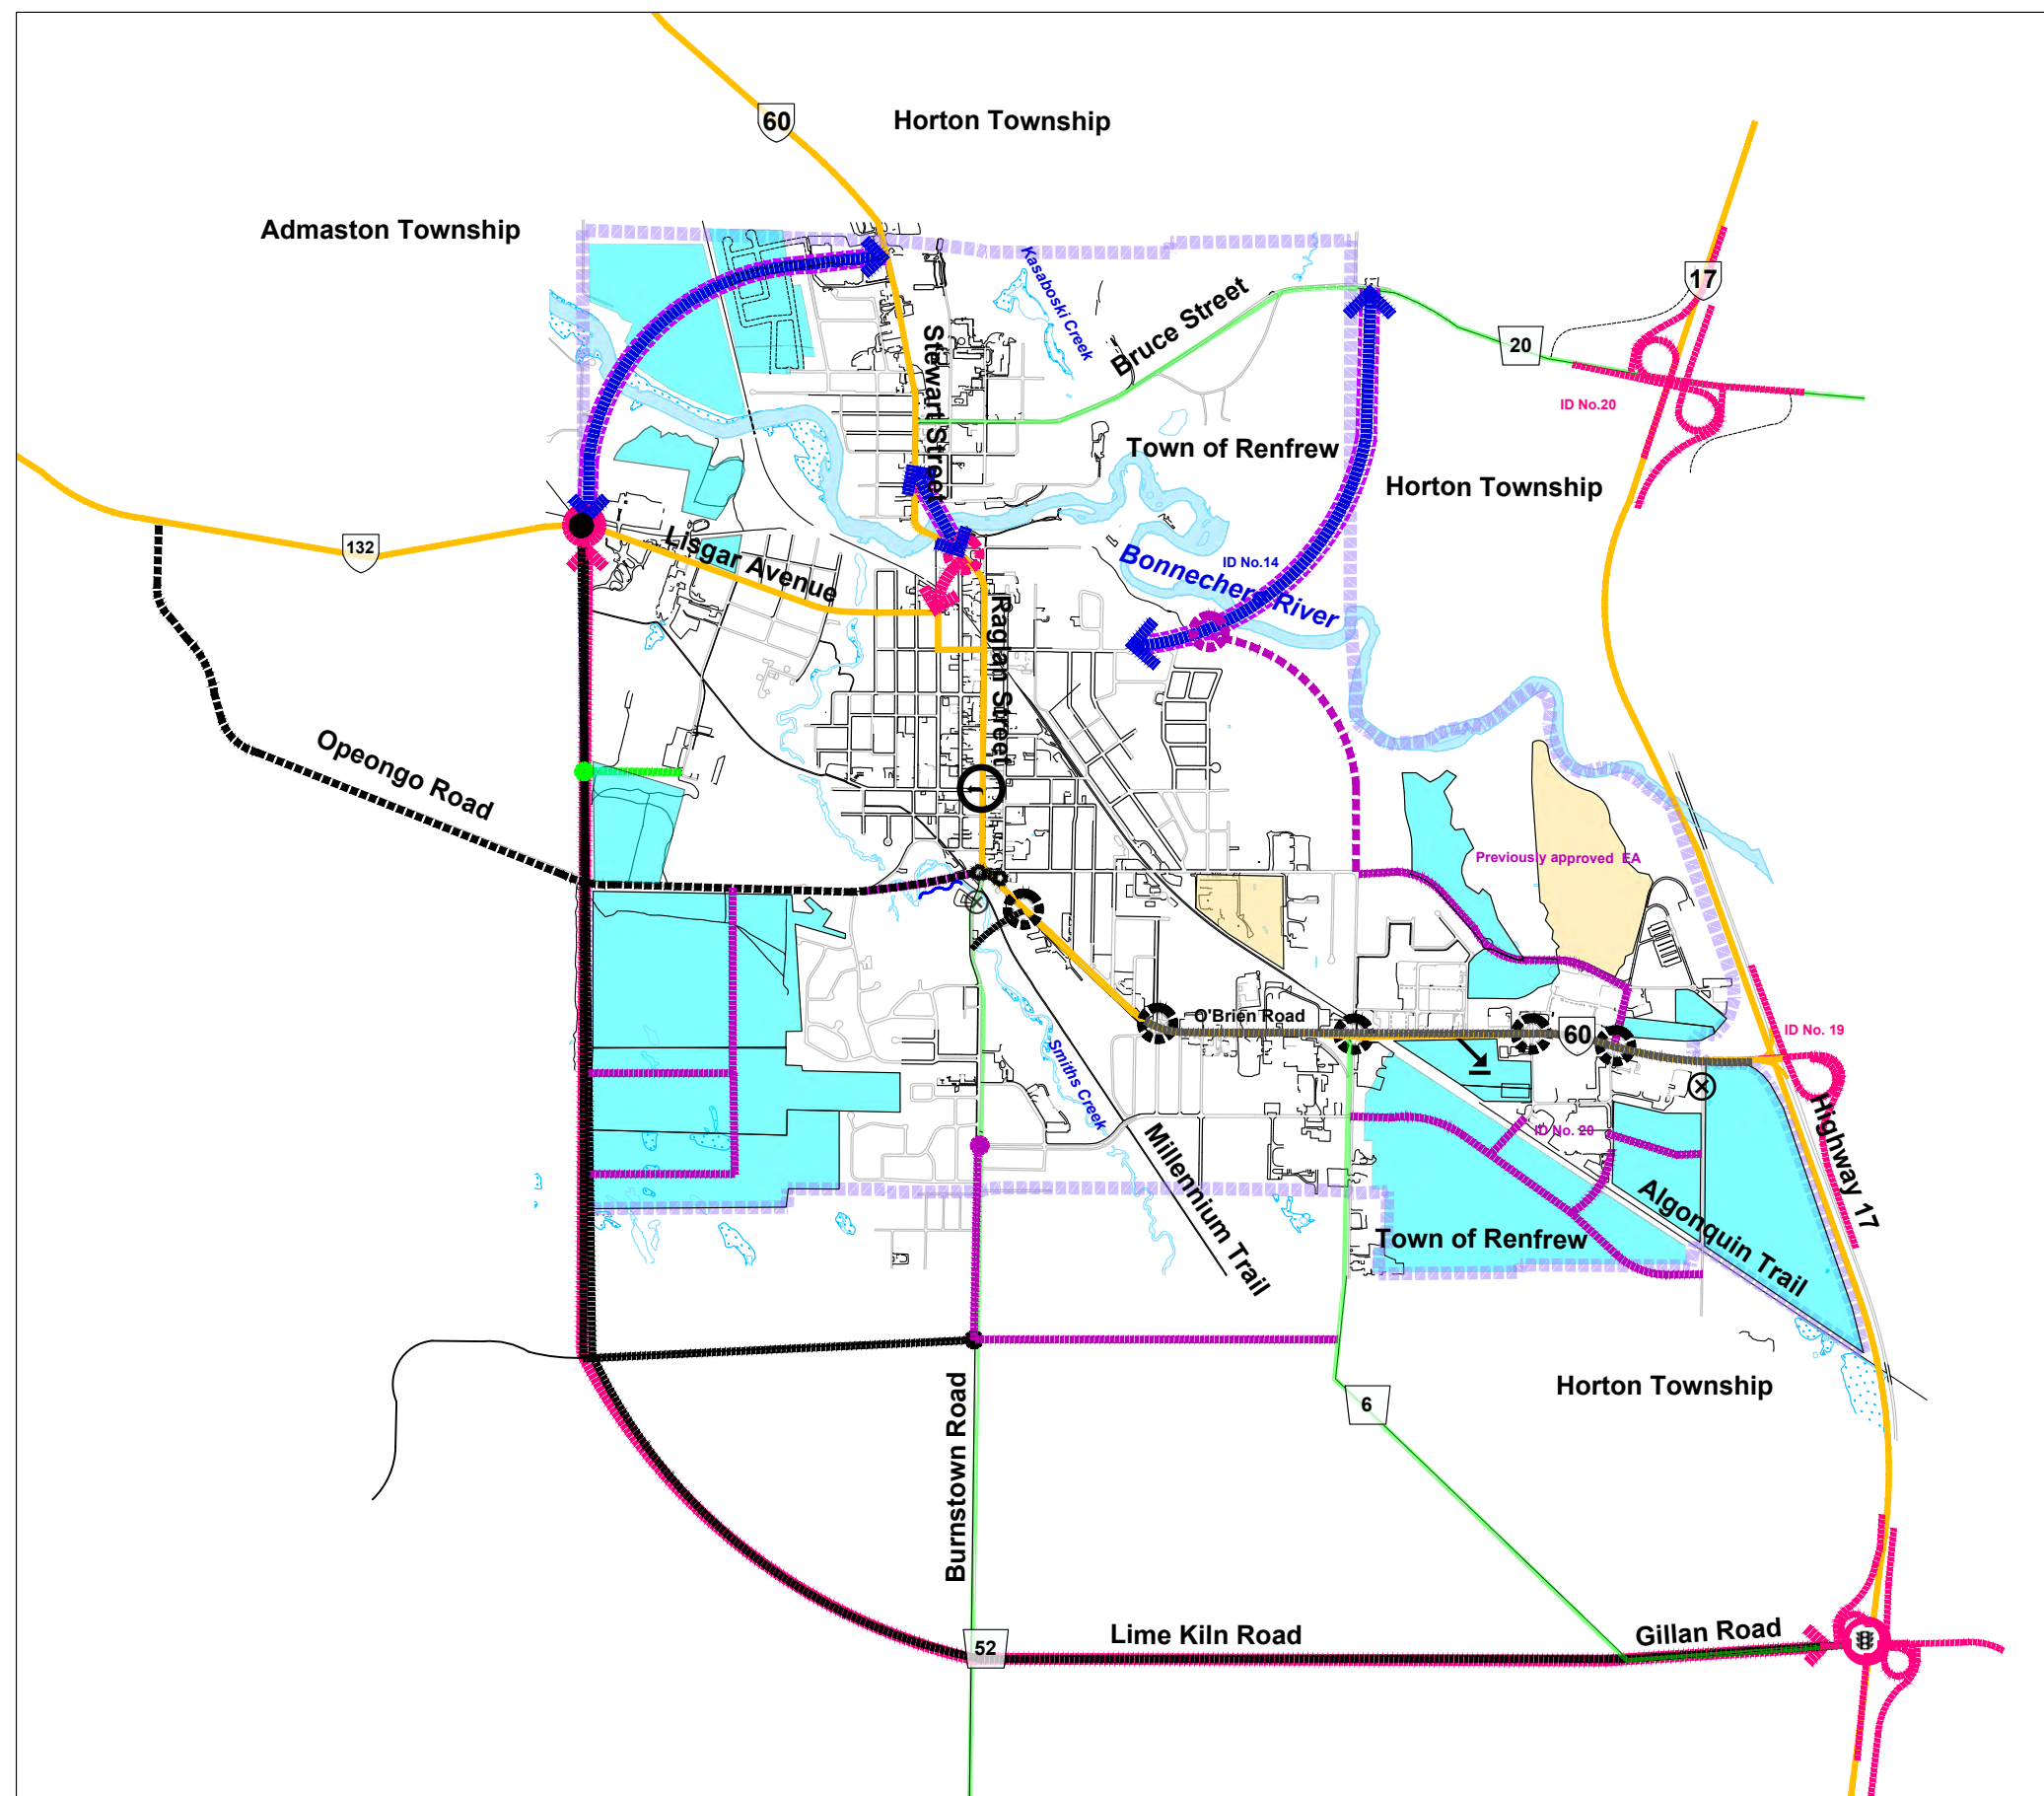 60
Horton Township
Admaston Township
Kasaboski Creek
17
Bruce Street
20
Stewart Street
ID No.20
Town of Renfrew
Horton Township
132
Lisgar Avenue
ID No.14
Bonnechere River
Raglan Street
Opeongo Road
Previously approved EA
O'Brien Road
60
ID No. 19
Smiths Creek
Highway 17
ID No. 20
Millennium Trail
Algonquin Trail
Town of Renfrew
Horton Township
6
Burnstown Road
Lime Kiln Road
Gillan Road
52